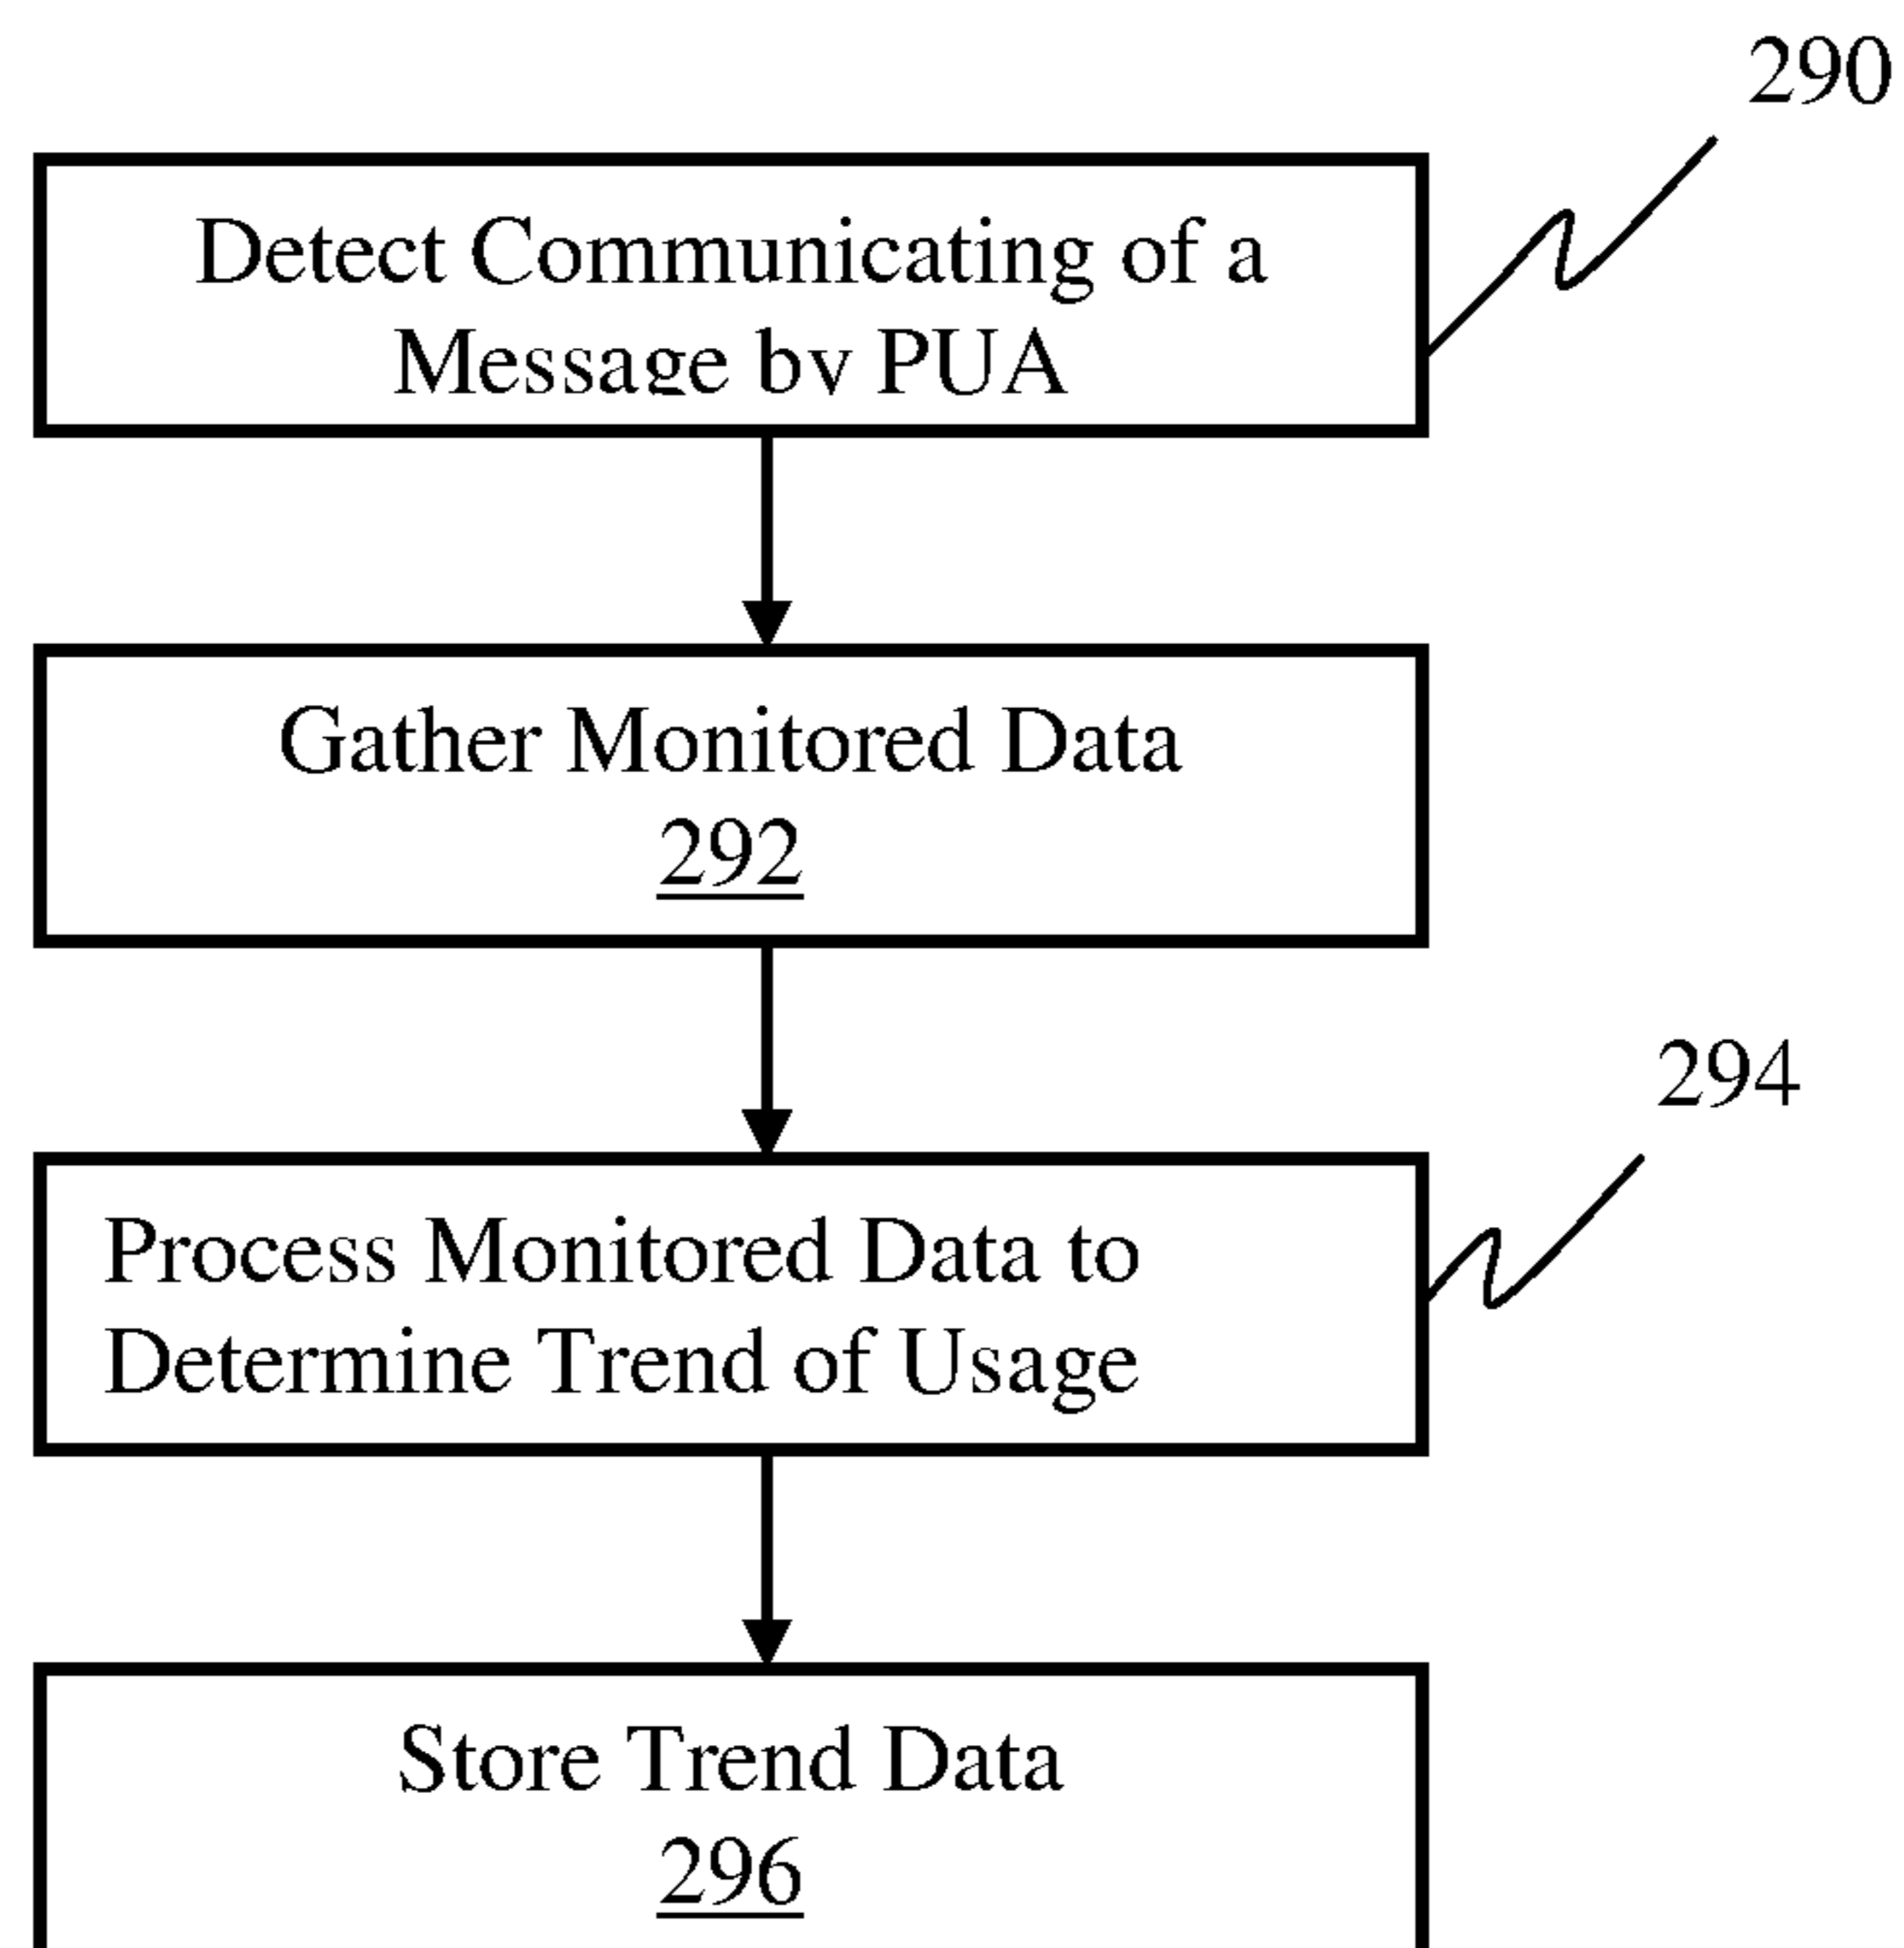 290
Detect Communicating of a
Message by PUA
Gather Monitored Data
292
294
Process Monitored Data to
Determine Trend of Usage
Store Trend Data
296